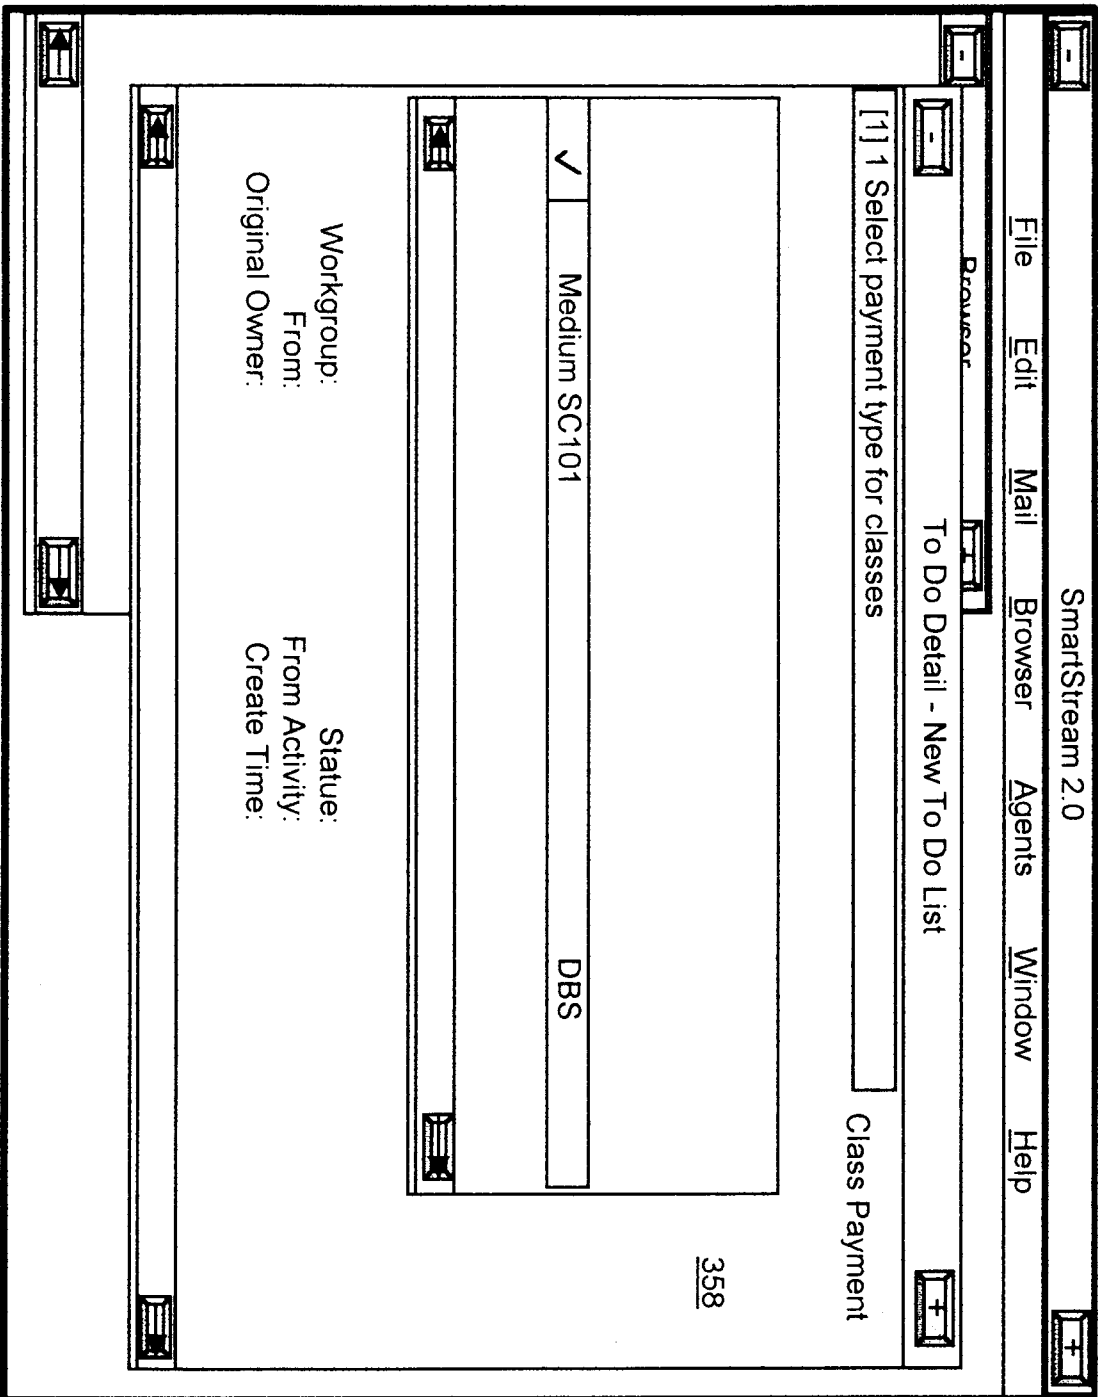 SmartStream 2.0
File Edit Mail Browser Agents Window Help
Browser
To Do Detail - New To Do List
[1] 1 Select payment type for classes
Class Payment
358
✓ Medium SC101 DBS
Workgroup: Statue:
From: From Activity:
Original Owner: Create Time: